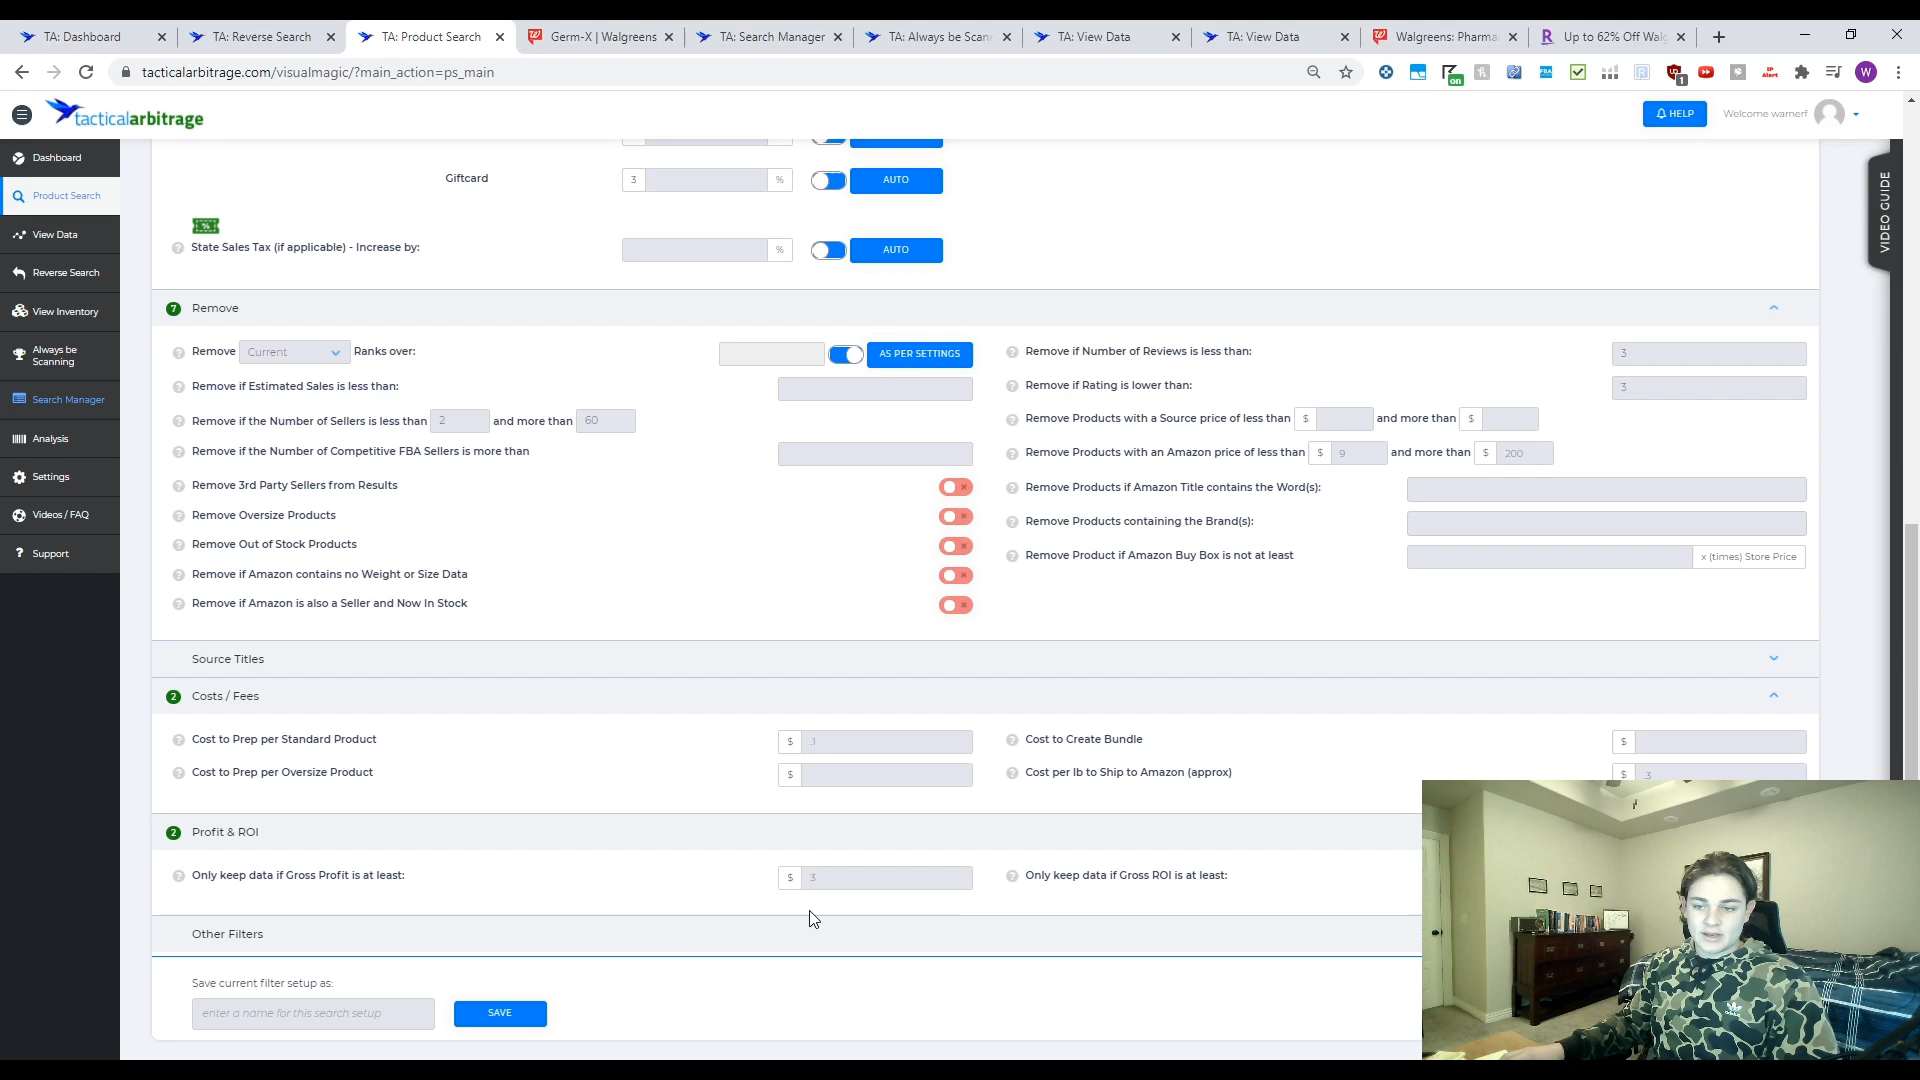 TA: Dashboard
TA: Reverse Search
TA: Product Search
Germ-X | Walgreens
TA: Search Manager
TA: Always be Scan
TA: View Data
TA: View Data
Walgreens: Pharma
Up to 62% Off Walg
tacticalarbitrage.com/visualmagic/?main_action=ps_main
on
FBA
1
IP Alert
W
tacticalarbitrage
HELP
Welcome warnerf
Dashboard
Product Search
View Data
Reverse Search
View Inventory
Always be
Scanning
Search Manager
Analysis
Settings
Videos / FAQ
Support
VIDEO GUIDE
Giftcard 3 % AUTO
State Sales Tax (if applicable) - Increase by: % AUTO
7 Remove
Remove Current Ranks over: AS PER SETTINGS
Remove if Estimated Sales is less than:
Remove if the Number of Sellers is less than 2 and more than 60
Remove if the Number of Competitive FBA Sellers is more than
Remove 3rd Party Sellers from Results
Remove Oversize Products
Remove Out of Stock Products
Remove if Amazon contains no Weight or Size Data
Remove if Amazon is also a Seller and Now In Stock
Remove if Number of Reviews is less than: 3
Remove if Rating is lower than: 3
Remove Products with a Source price of less than $ and more than $
Remove Products with an Amazon price of less than $ 9 and more than $ 200
Remove Products if Amazon Title contains the Word(s):
Remove Products containing the Brand(s):
Remove Product if Amazon Buy Box is not at least x (times) Store Price
Source Titles
2 Costs / Fees
Cost to Prep per Standard Product $ .1
Cost to Create Bundle $
Cost to Prep per Oversize Product $
Cost per lb to Ship to Amazon (approx) $ .3
2 Profit & ROI
Only keep data if Gross Profit is at least: $ 3
Only keep data if Gross ROI is at least:
Other Filters
Save current filter setup as:
enter a name for this search setup SAVE